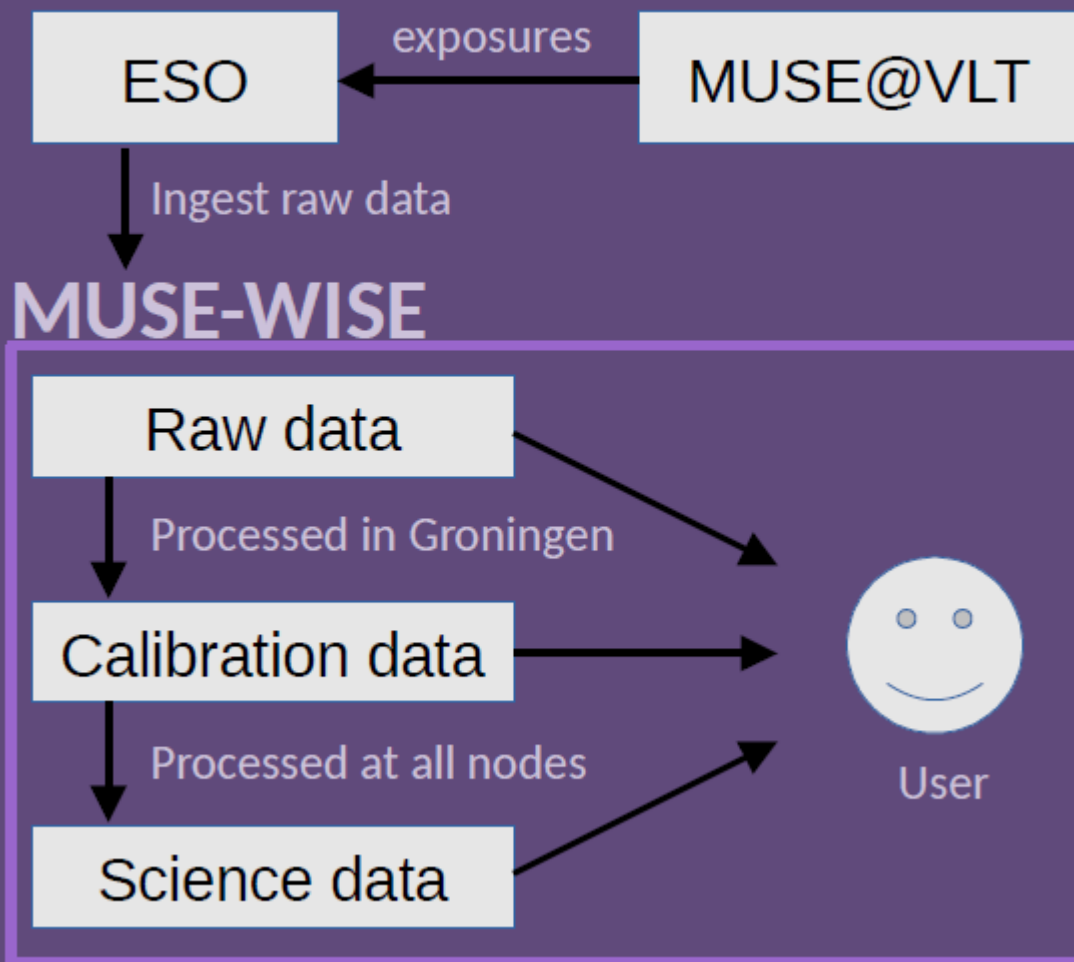 exposures
ESO
MUSE@VLT
Ingest raw data
MUSE-WISE
Raw data
Processed in Groningen
Calibration data
Processed at all nodes
User
Science data